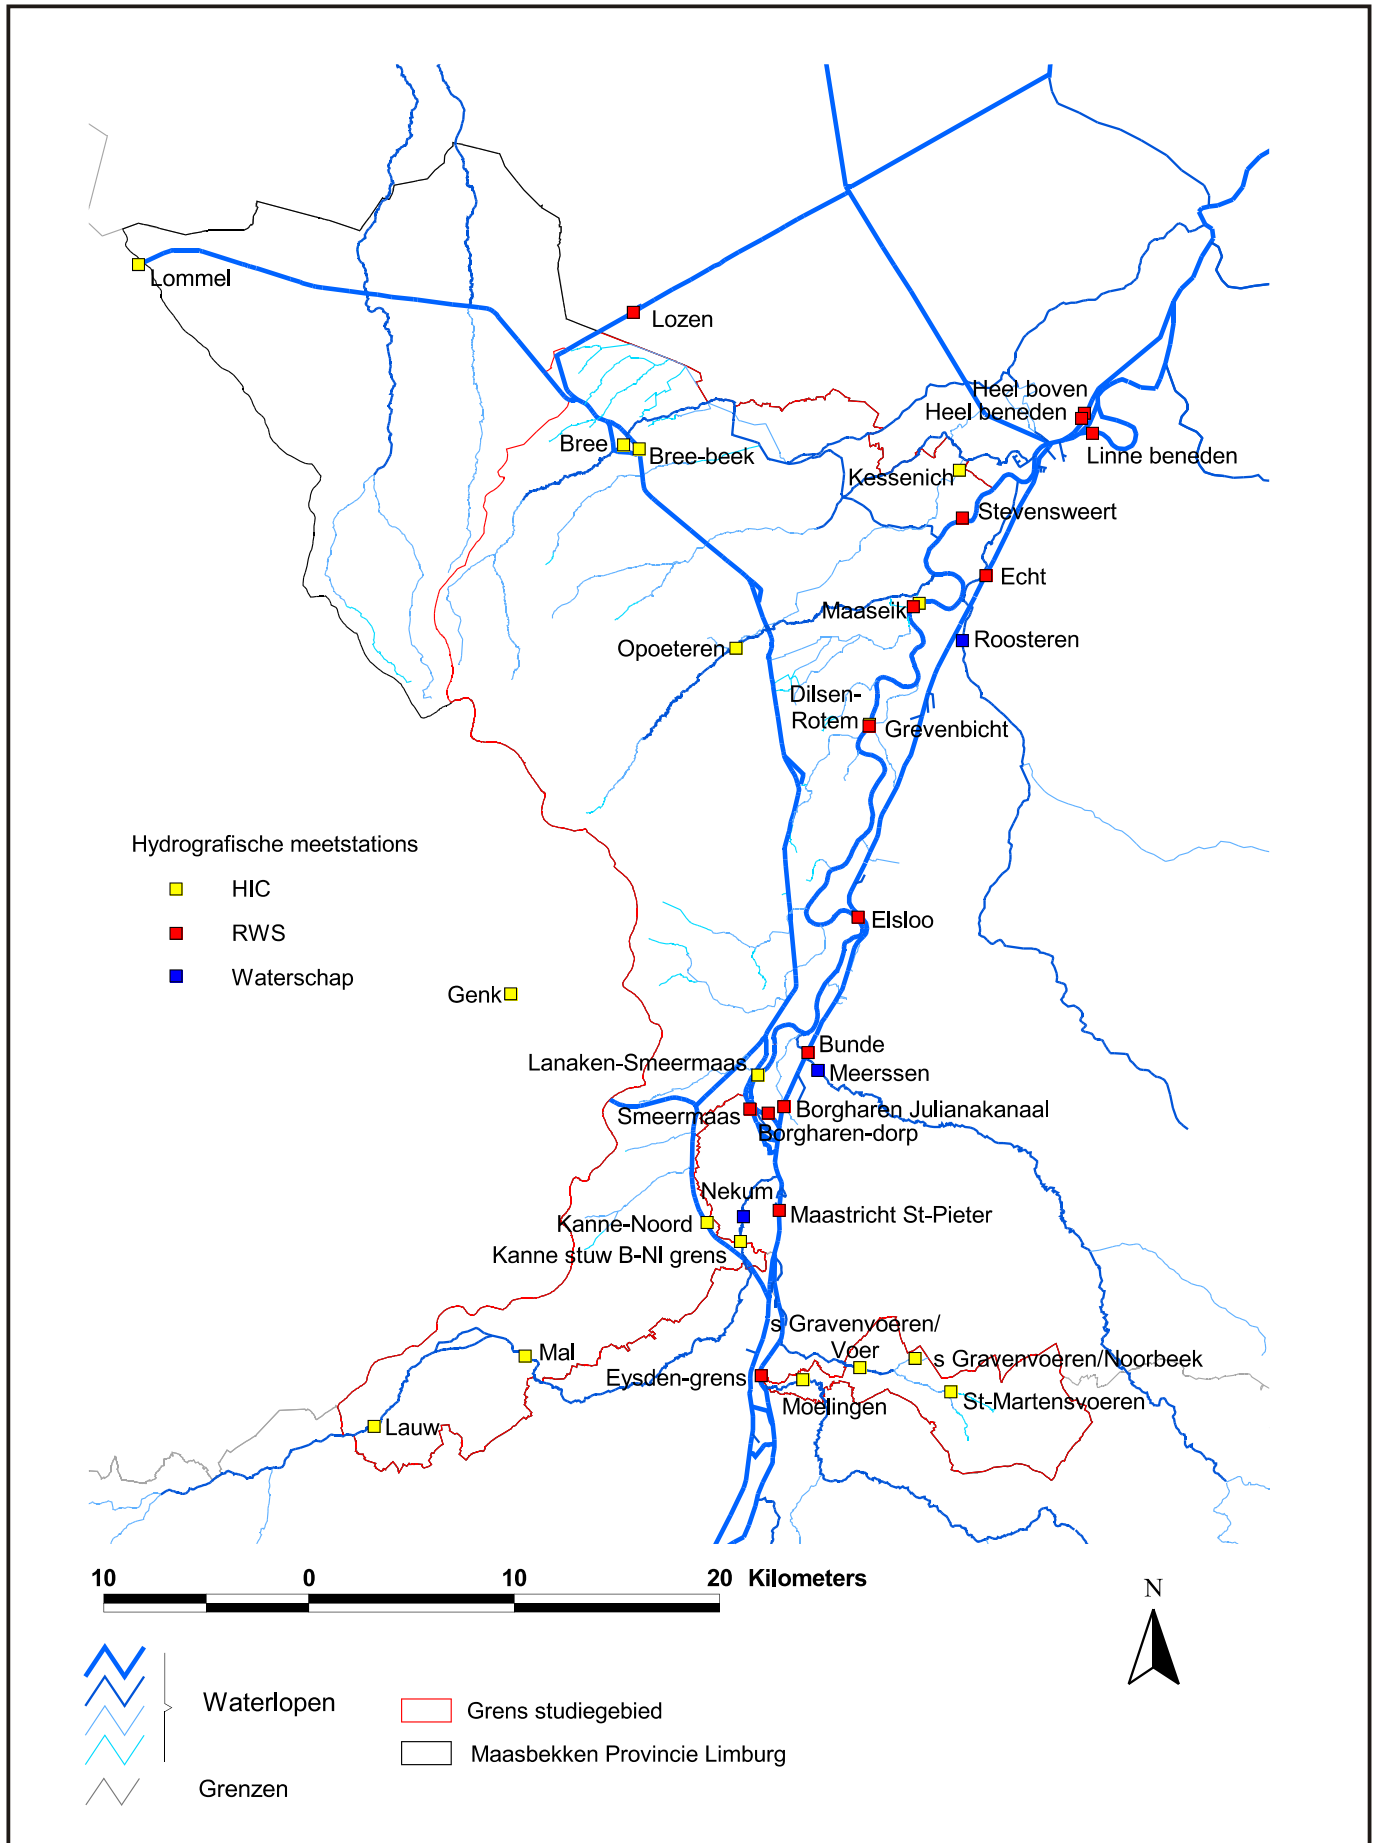 Lommel
Lozen
Heel boven
Heel beneden
Bree
Bree-beek
Linne beneden
Kessenich
Stevensweert
Echt
Maaseik
Roosteren
Opoeteren
Dilsen-
Rotem
Grevenbicht
Hydrografische meetstations
HIC
RWS
Waterschap
Elsloo
Genk
Bunde
Lanaken-Smeermaas
Meerssen
Smeermaas
Borgharen Julianakanaal
Borgharen-dorp
Nekum
Kanne-Noord
Maastricht St-Pieter
Kanne stuw B-Nl grens
s Gravenvoeren/
Voer
Mal
s Gravenvoeren/Noorbeek
Eysden-grens
Moelingen
St-Martensvoeren
Lauw
10 0 10 20 Kilometers
N
Waterlopen
Grens studiegebied
Maasbekken Provincie Limburg
Grenzen